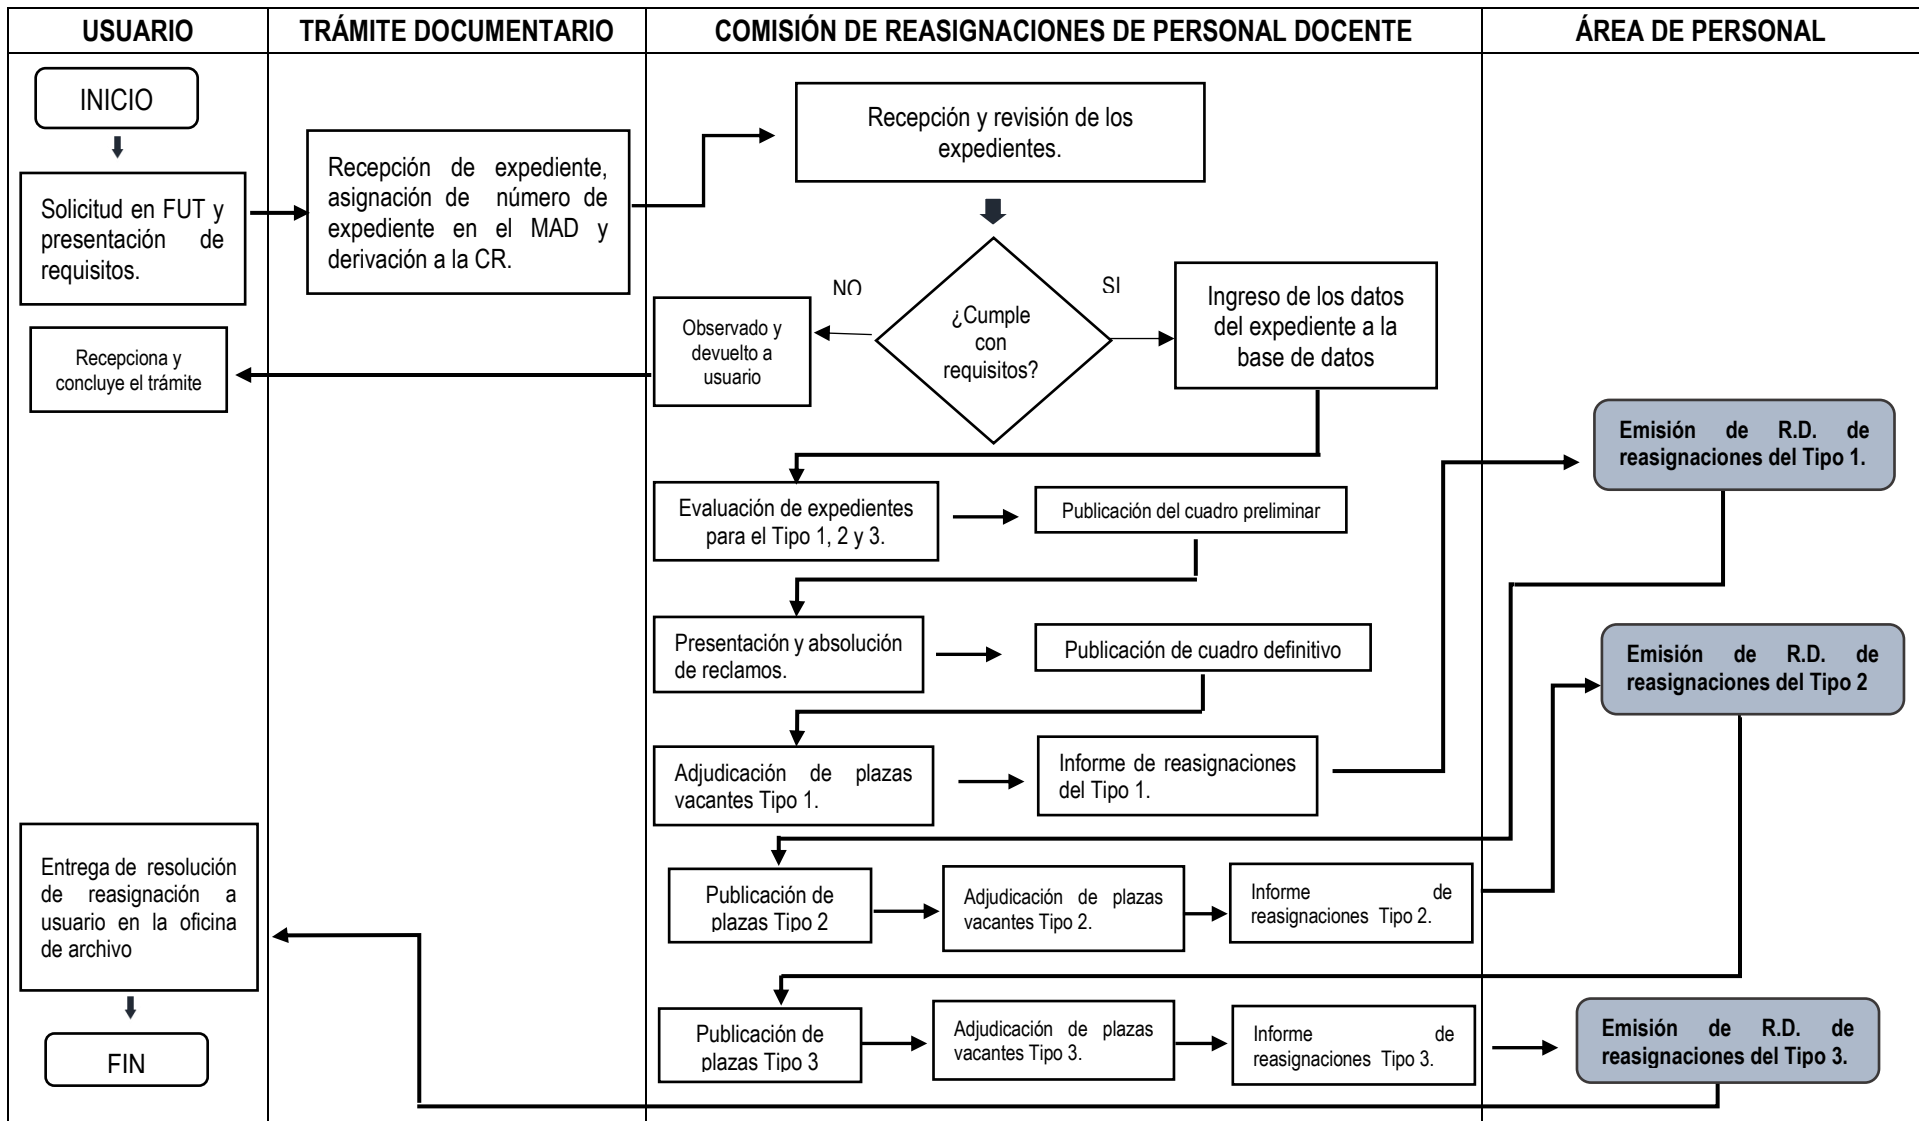 USUARIO
TRÁMITE DOCUMENTARIO
COMISIÓN DE REASIGNACIONES DE PERSONAL DOCENTE
ÁREA DE PERSONAL
INICIO
Solicitud en FUT y
presentación de
requisitos.
Recepción de expediente,
asignación de número de
expediente en el MAD y
derivación a la CR.
Recepción y revisión de los
expedientes.
¿Cumple
con
requisitos?
NO
SI
Observado y
devuelto a
usuario
Recepciona y
concluye el trámite
Ingreso de los datos
del expediente a la
base de datos
Evaluación de expedientes
para el Tipo 1, 2 y 3.
Publicación del cuadro preliminar
Presentación y absolución
de reclamos.
Publicación de cuadro definitivo
Adjudicación de plazas
vacantes Tipo 1.
Informe de reasignaciones
del Tipo 1.
Emisión de R.D. de
reasignaciones del Tipo 1.
Publicación de
plazas Tipo 2
Adjudicación de plazas
vacantes Tipo 2.
Informe de
reasignaciones Tipo 2.
Emisión de R.D. de
reasignaciones del Tipo 2
Publicación de
plazas Tipo 3
Adjudicación de plazas
vacantes Tipo 3.
Informe de
reasignaciones Tipo 3.
Emisión de R.D. de
reasignaciones del Tipo 3.
Entrega de resolución
de reasignación a
usuario en la oficina
de archivo
FIN